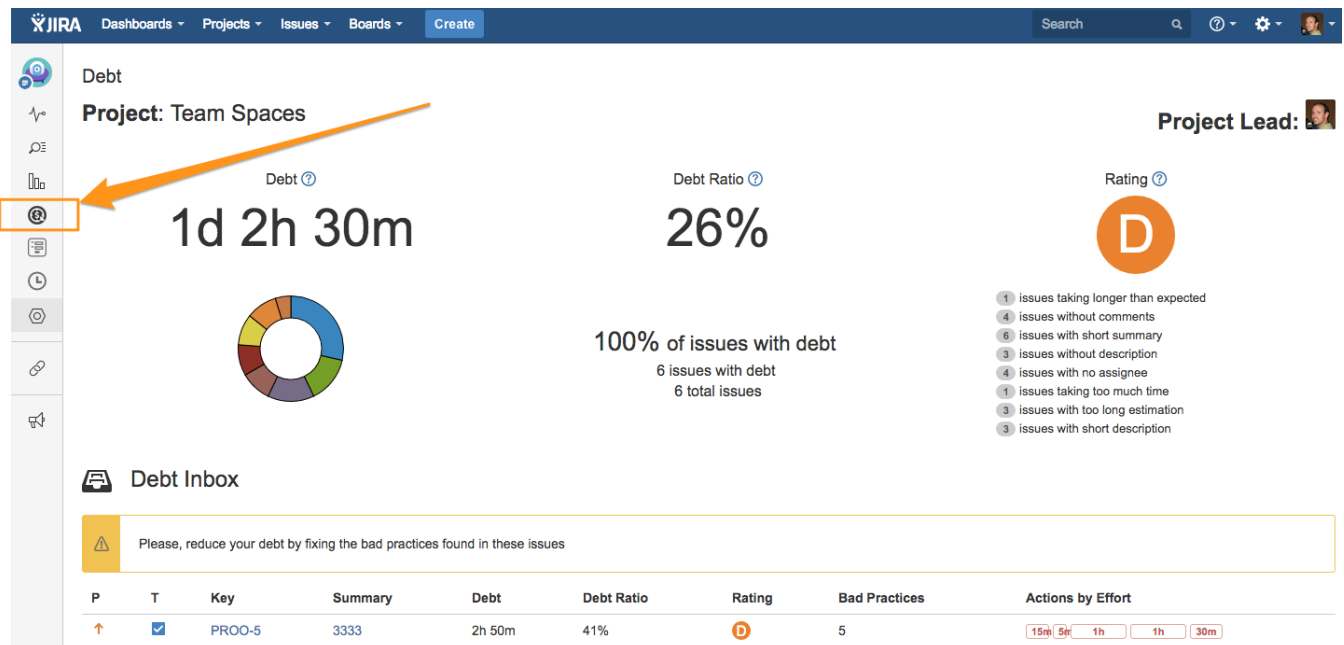 JIRA Dashboards Projects Issues Boards Create Search
Debt
Project: Team Spaces
Project Lead:
Debt
Debt Ratio
Rating
1d 2h 30m
26%
D
100% of issues with debt
6 issues with debt
6 total issues
1 issues taking longer than expected
4 issues without comments
6 issues with short summary
3 issues without description
4 issues with no assignee
1 issues taking too much time
3 issues with too long estimation
3 issues with short description
Debt Inbox
Please, reduce your debt by fixing the bad practices found in these issues
P T Key Summary Debt Debt Ratio Rating Bad Practices Actions by Effort
PROO-5 3333 2h 50m 41% D 5 15m 5m 1h 1h 30m